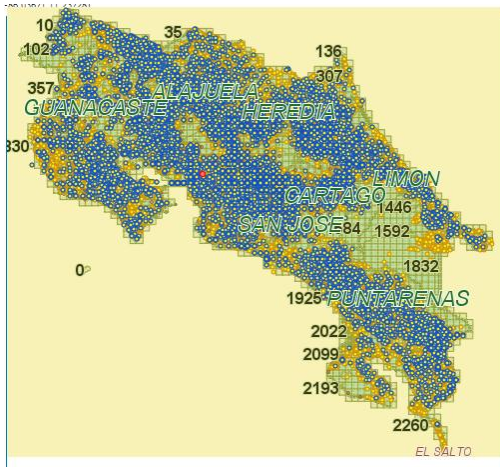 10
35
102
136
307
357
ALAJUELA
GUANACASTE
HEREDIA
330
LIMON
CARTAGO
1446
SAN JOSE
584
1592
1832
0
1925
PUNTARENAS
2022
2099
2193
2260
EL SALTO